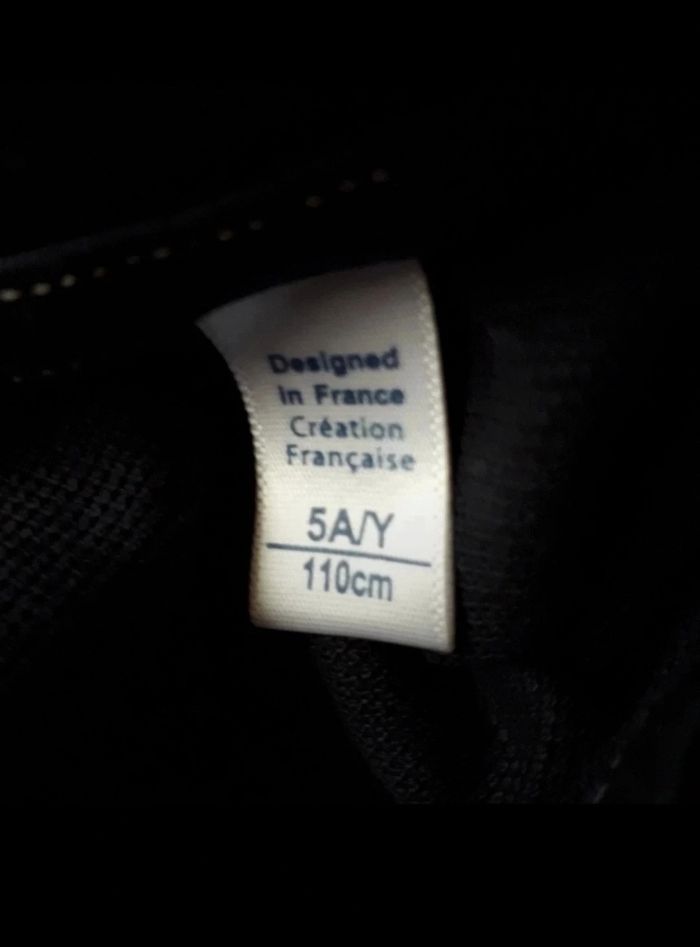 Designed
in France
Création
Française
5A/Y
110cm